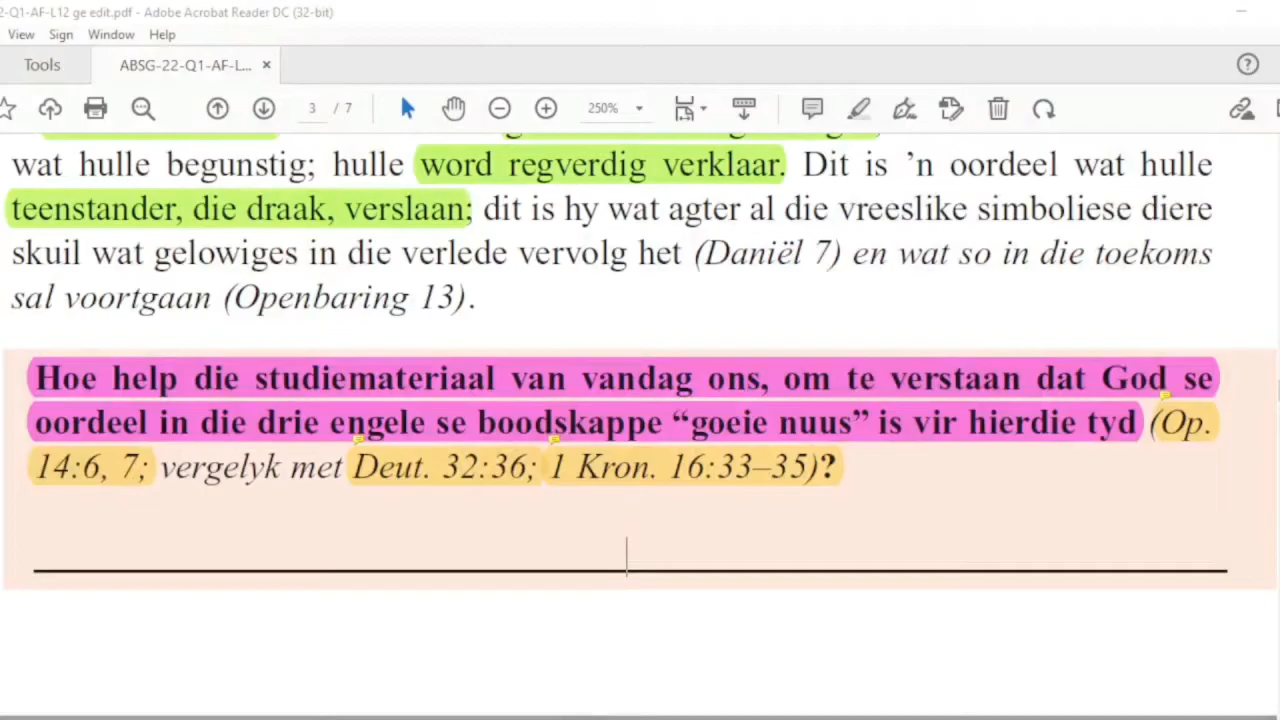 2-Q1-AF-L12 ge edit.pdf - Adobe Acrobat Reader DC (32-bit)
View Sign Window Help
Tools ABSG-22-Q1-AF-L... ×
3 / 7 250%
wat hulle begunstig; hulle word regverdig verklaar. Dit is ’n oordeel wat hulle
teenstander, die draak, verslaan; dit is hy wat agter al die vreeslike simboliese diere
skuil wat gelowiges in die verlede vervolg het (Daniël 7) en wat so in die toekoms
sal voortgaan (Openbaring 13).
Hoe help die studiemateriaal van vandag ons, om te verstaan dat God se
oordeel in die drie engele se boodskappe “goeie nuus” is vir hierdie tyd (Op.
14:6, 7; vergelyk met Deut. 32:36; 1 Kron. 16:33–35)?